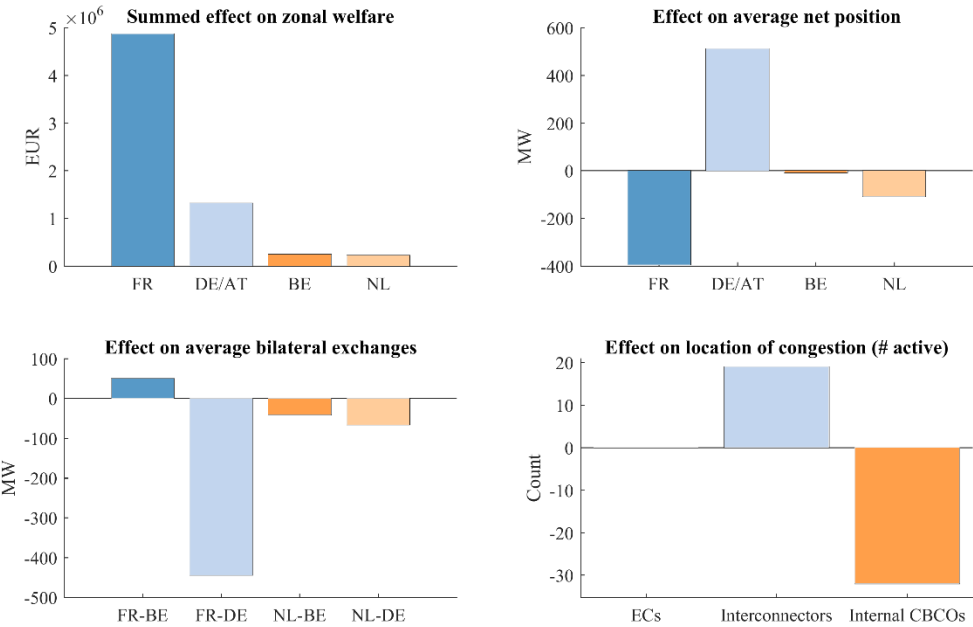 Summed effect on zonal welfare
×10⁶
5
4
3
2
1
0
EUR
FR DE/AT BE NL
Effect on average net position
600
400
200
0
-200
-400
MW
FR DE/AT BE NL
Effect on average bilateral exchanges
100
0
-100
-200
-300
-400
-500
MW
FR-BE FR-DE NL-BE NL-DE
Effect on location of congestion (# active)
20
10
0
-10
-20
-30
Count
ECs Interconnectors Internal CBCOs